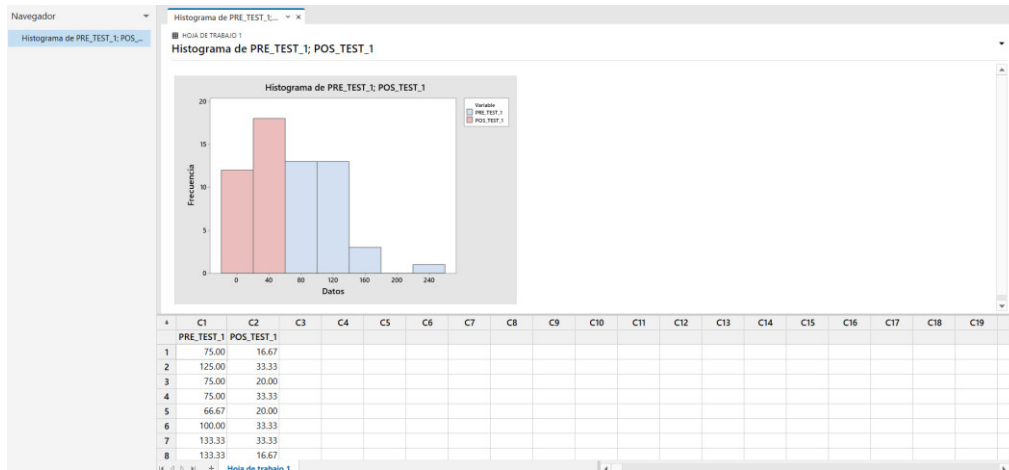 Navegador
Histograma de PRE_TEST_1; POS_...
Histograma de PRE_TEST_1;...
HOJA DE TRABAJO 1
Histograma de PRE_TEST_1; POS_TEST_1
Histograma de PRE_TEST_1; POS_TEST_1
Variable
PRE_TEST_1
POS_TEST_1
Frecuencia
20
15
10
5
0
0 40 80 120 160 200 240
Datos
C1 C2 C3 C4 C5 C6 C7 C8 C9 C10 C11 C12 C13 C14 C15 C16 C17 C18 C19
PRE_TEST_1 POS_TEST_1
1 75.00 16.67
2 125.00 33.33
3 75.00 20.00
4 75.00 33.33
5 66.67 20.00
6 100.00 33.33
7 133.33 33.33
8 133.33 16.67
Hoja de trabajo 1